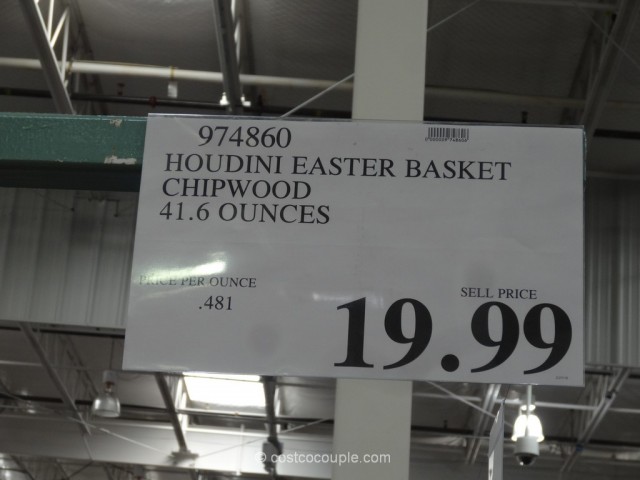 974860
HOUDINI EASTER BASKET
CHIPWOOD
41.6 OUNCES
PRICE PER OUNCE
.481
SELL PRICE
19.99
© costcocouple.com